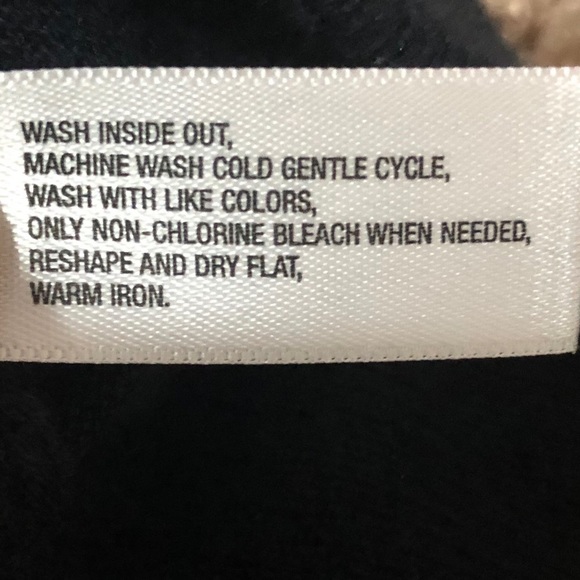 WASH INSIDE OUT,
MACHINE WASH COLD GENTLE CYCLE,
WASH WITH LIKE COLORS,
ONLY NON-CHLORINE BLEACH WHEN NEEDED,
RESHAPE AND DRY FLAT,
WARM IRON.